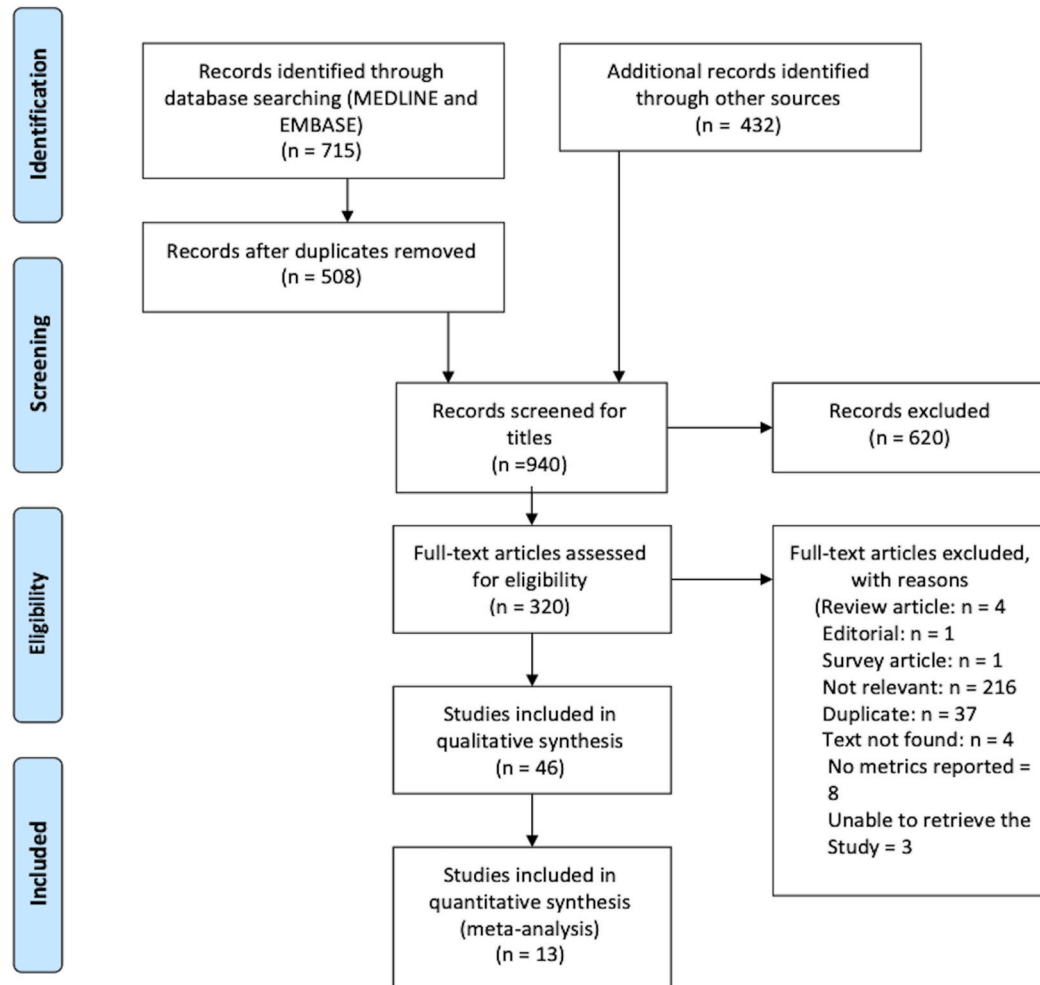 Identification
Records identified through
database searching (MEDLINE and
EMBASE)
(n = 715)
Additional records identified
through other sources
(n = 432)
Records after duplicates removed
(n = 508)
Screening
Records screened for
titles
(n =940)
Records excluded
(n = 620)
Eligibility
Full-text articles assessed
for eligibility
(n = 320)
Full-text articles excluded,
with reasons
(Review article: n = 4
Editorial: n = 1
Survey article: n = 1
Not relevant: n = 216
Duplicate: n = 37
Text not found: n = 4
No metrics reported =
8
Unable to retrieve the
Study = 3
Studies included in
qualitative synthesis
(n = 46)
Included
Studies included in
quantitative synthesis
(meta-analysis)
(n = 13)